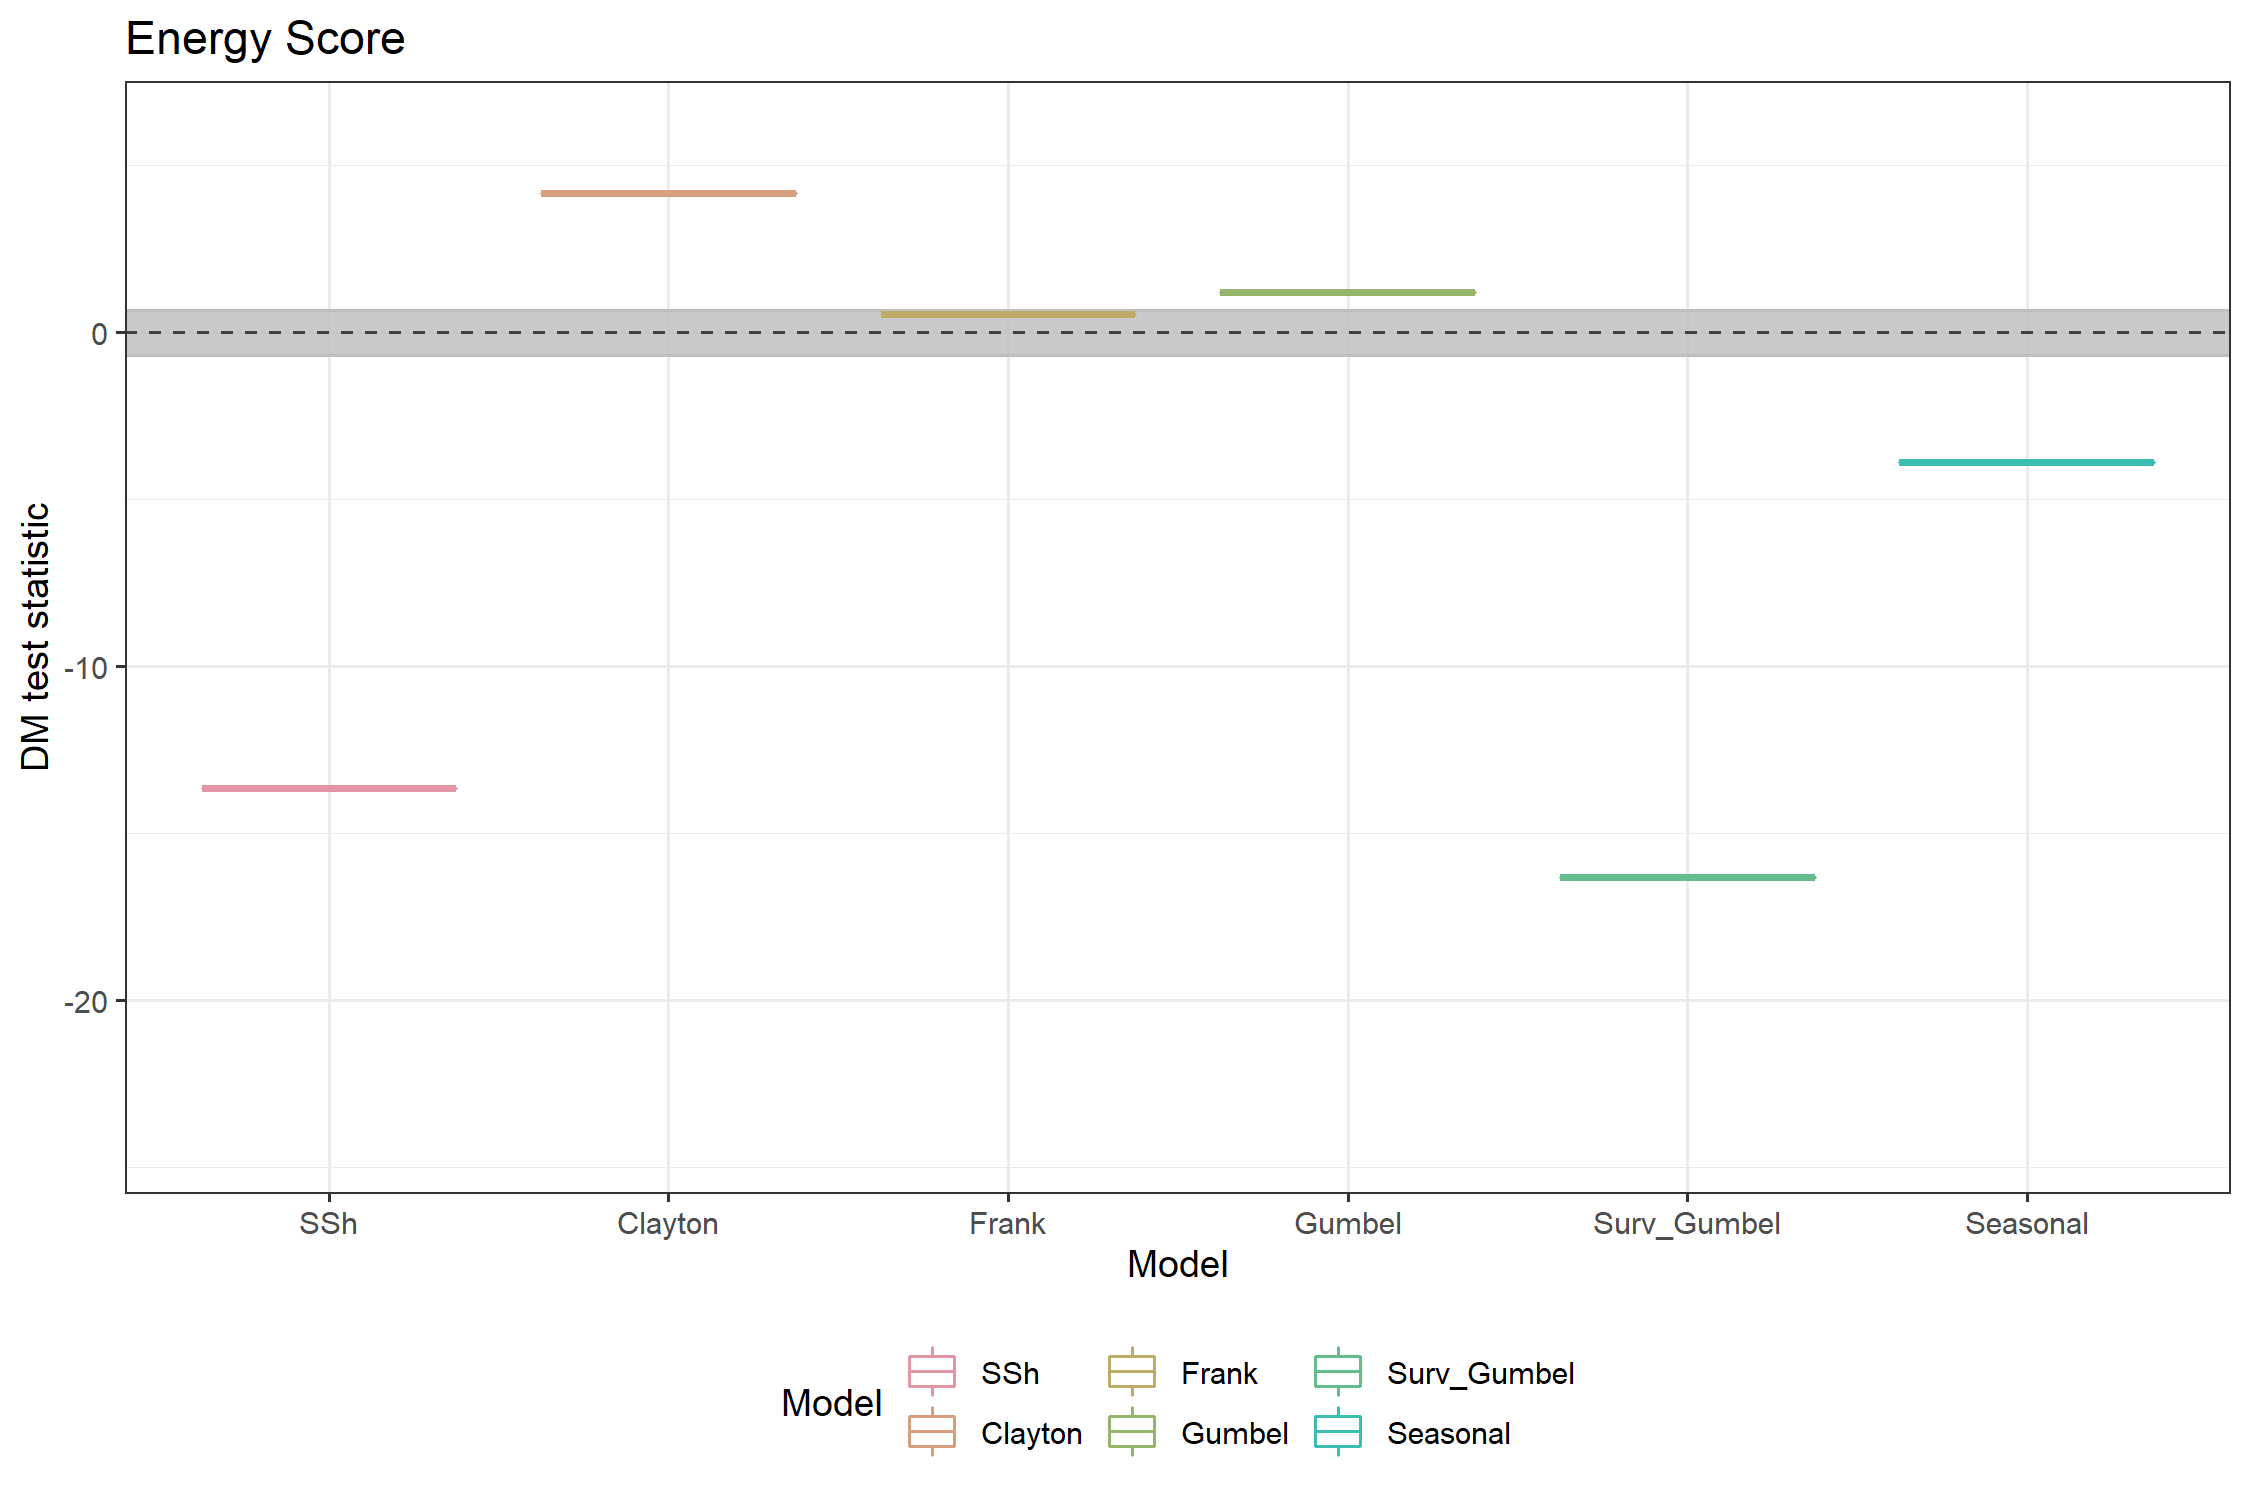 Energy Score
DM test statistic
0
-10
-20
SSh Clayton Frank Gumbel Surv_Gumbel Seasonal
Model
Model
SSh Frank Surv_Gumbel
Clayton Gumbel Seasonal